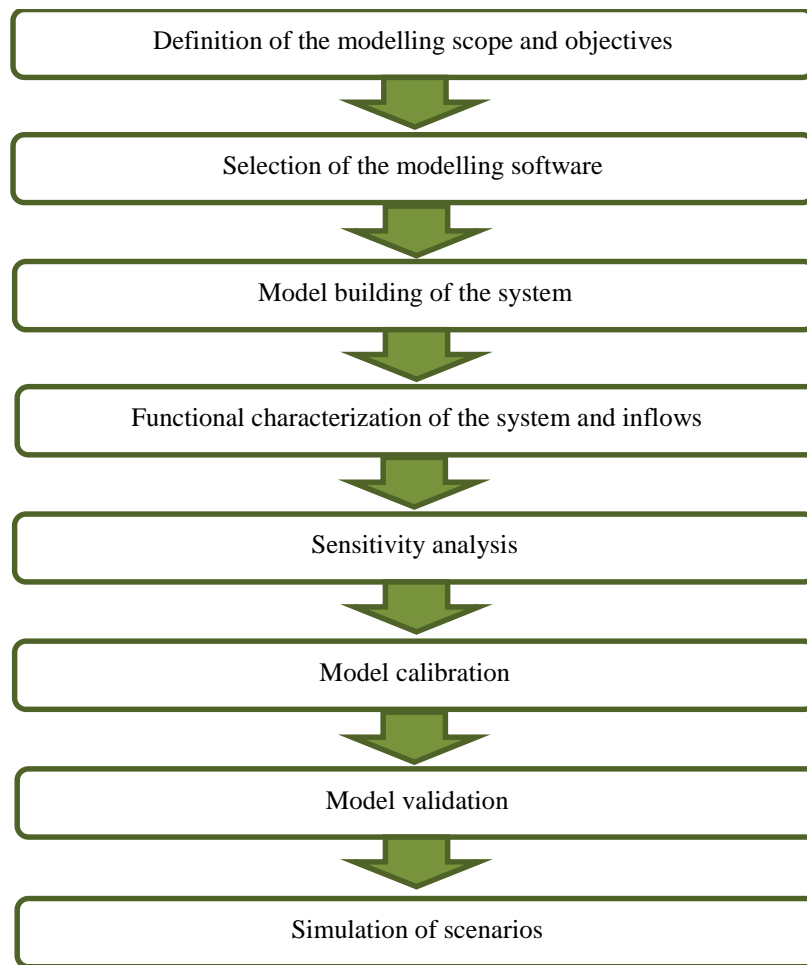 Definition of the modelling scope and objectives
Selection of the modelling software
Model building of the system
Functional characterization of the system and inflows
Sensitivity analysis
Model calibration
Model validation
Simulation of scenarios